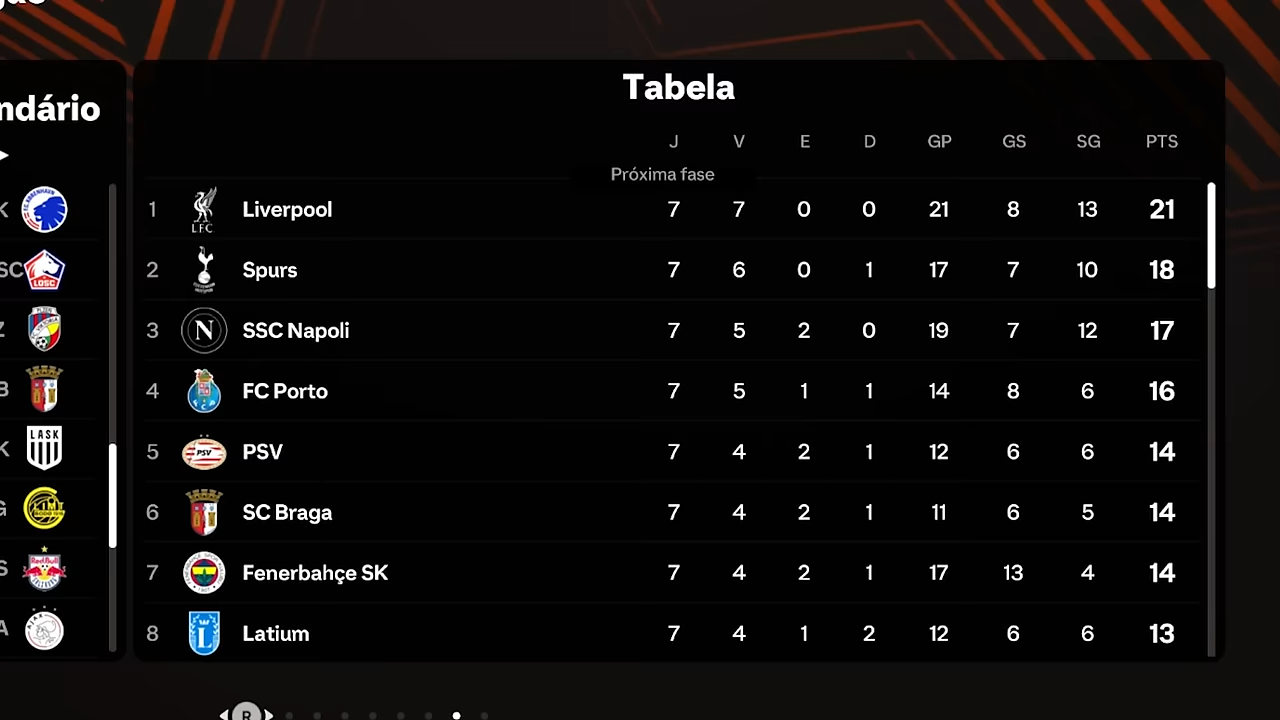 ndário
K
SC
Z
B
K
G
S
A
Tabela
J V E D GP GS SG PTS
Próxima fase
1 Liverpool 7 7 0 0 21 8 13 21
2 Spurs 7 6 0 1 17 7 10 18
3 SSC Napoli 7 5 2 0 19 7 12 17
4 FC Porto 7 5 1 1 14 8 6 16
5 PSV 7 4 2 1 12 6 6 14
6 SC Braga 7 4 2 1 11 6 5 14
7 Fenerbahçe SK 7 4 2 1 17 13 4 14
8 Latium 7 4 1 2 12 6 6 13
R